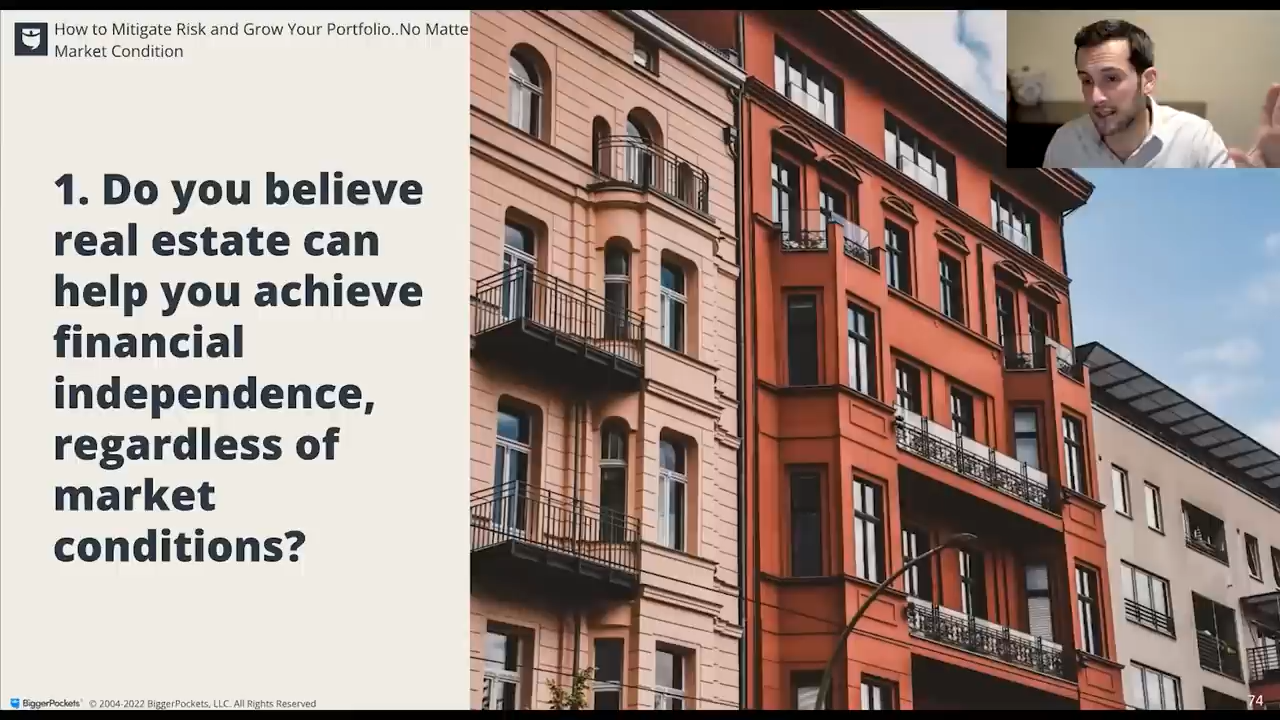 How to Mitigate Risk and Grow Your Portfolio..No Matte
Market Condition
1. Do you believe
real estate can
help you achieve
financial
independence,
regardless of
market
conditions?
BiggerPockets © 2004-2022 BiggerPockets, LLC. All Rights Reserved
74